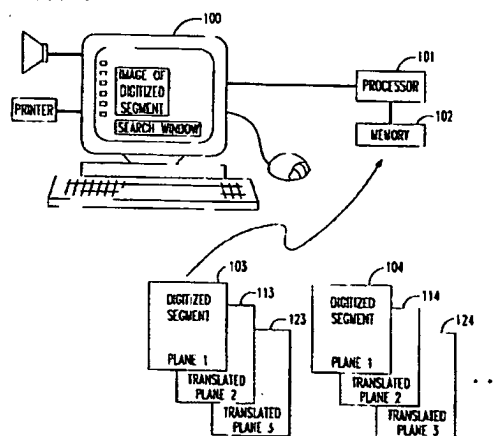 100
IMAGE OF
DIGITIZED
SEGMENT
SEARCH WINDOW
PRINTER
101
PROCESSOR
102
MEMORY
103
DIGITIZED
SEGMENT
PLANE 1
113
TRANSLATED
PLANE 2
123
TRANSLATED
PLANE 3
104
DIGITIZED
SEGMENT
PLANE 1
114
TRANSLATED
PLANE 2
124
TRANSLATED
PLANE 3